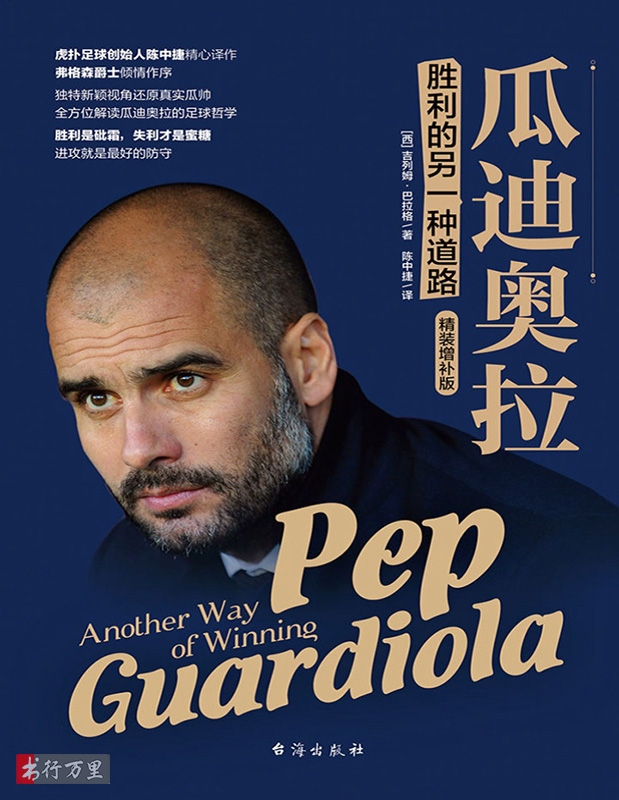 虎扑足球创始人陈中捷精心译作
弗格森爵士倾情作序
独特新颖视角还原真实瓜帅
全方位解读瓜迪奥拉的足球哲学
胜利是砒霜，失利才是蜜糖
进攻就是最好的防守
瓜迪奥拉
胜利的另一种道路
[西]吉列姆·巴拉格/著
陈中捷/译
精装增补版
Pep
Another Way
of Winning
Guardiola
台海出版社
书行万里